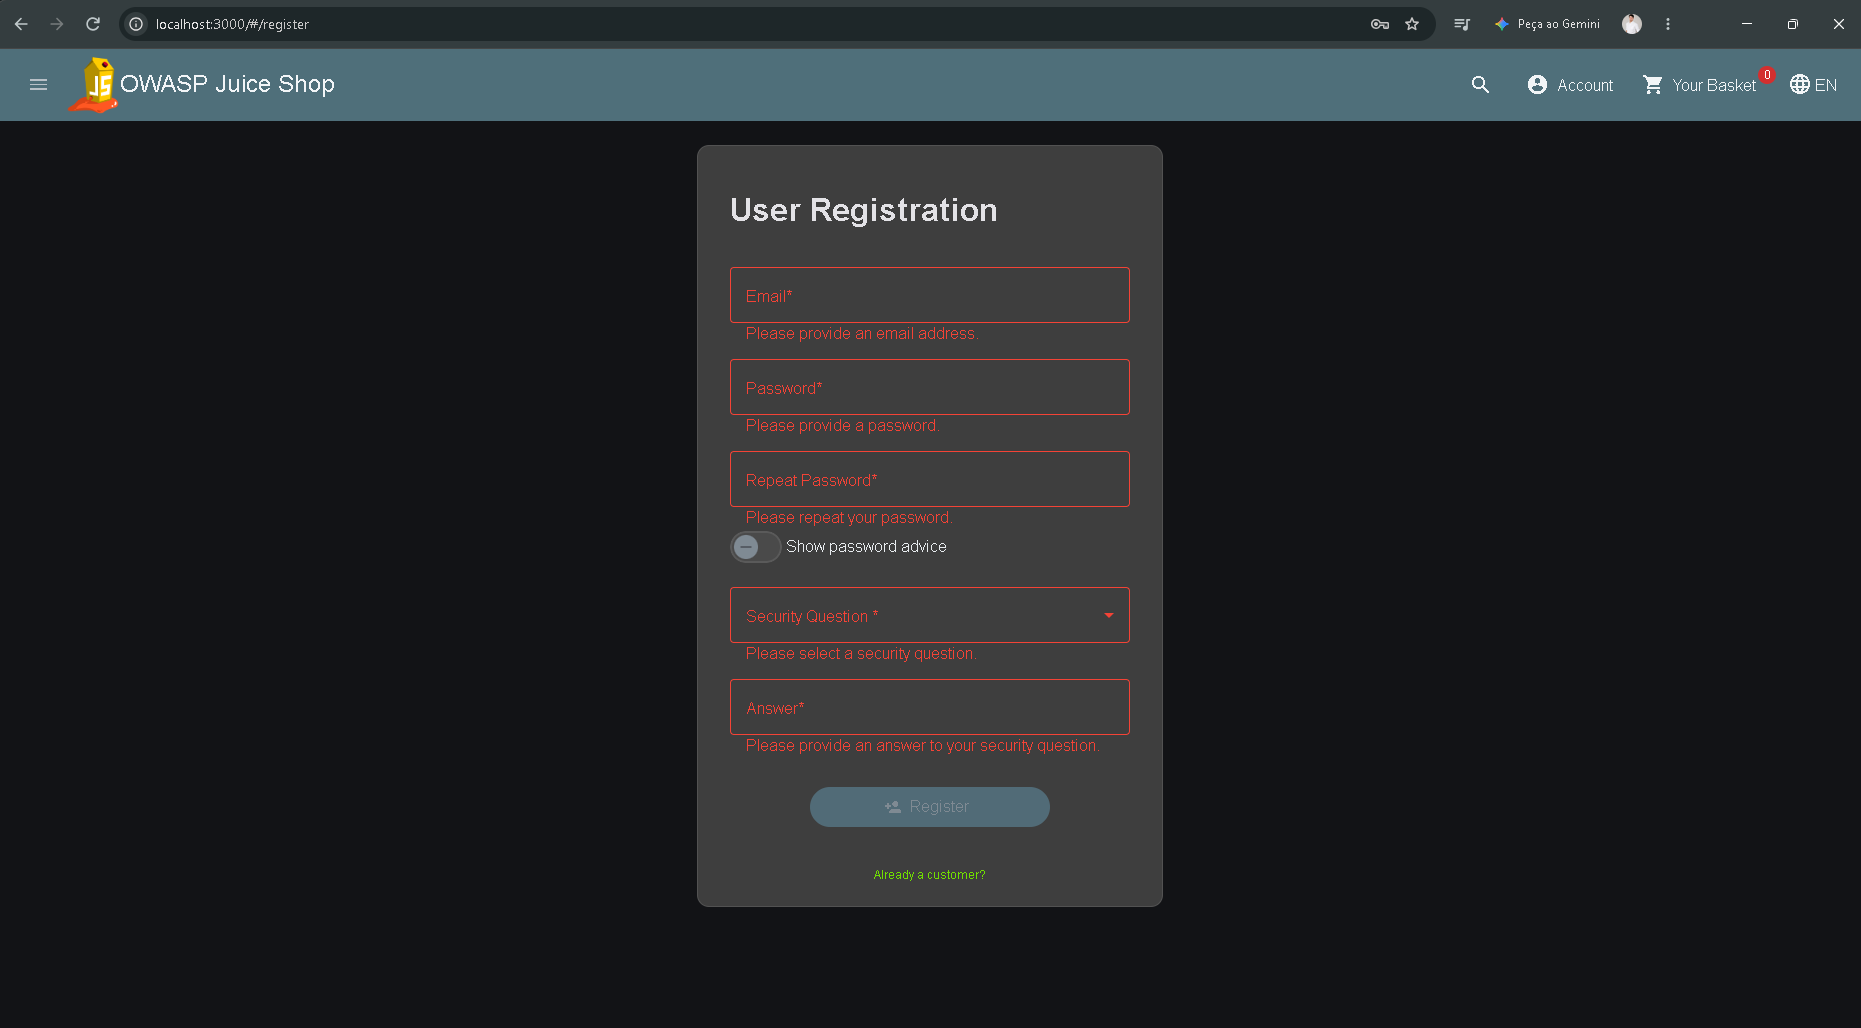 localhost:3000/#/register
Peça ao Gemini
JS
OWASP Juice Shop
Account
Your Basket
0
EN
User Registration
Email*
Please provide an email address.
Password*
Please provide a password.
Repeat Password*
Please repeat your password.
Show password advice
Security Question *
Please select a security question.
Answer*
Please provide an answer to your security question.
Register
Already a customer?